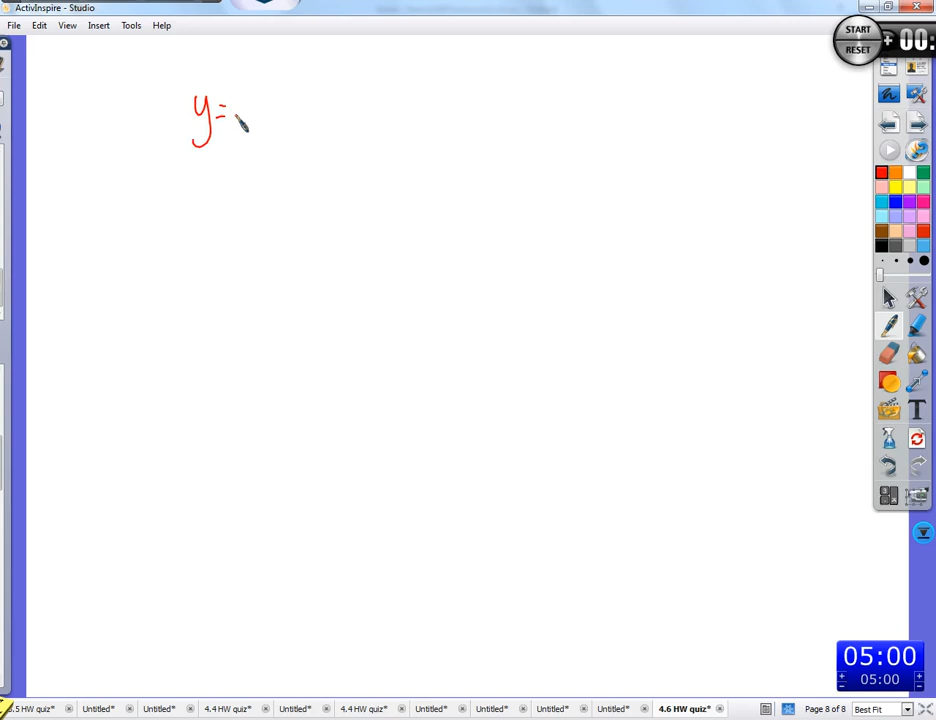 ActivInspire - Studio
File Edit View Insert Tools Help
START
RESET
+ 00:
y=
05:00
05:00
.5 HW quiz* Untitled* Untitled* 4.4 HW quiz* Untitled* 4.4 HW quiz* Untitled* Untitled* Untitled* Untitled* 4.6 HW quiz* Page 8 of 8 Best Fit